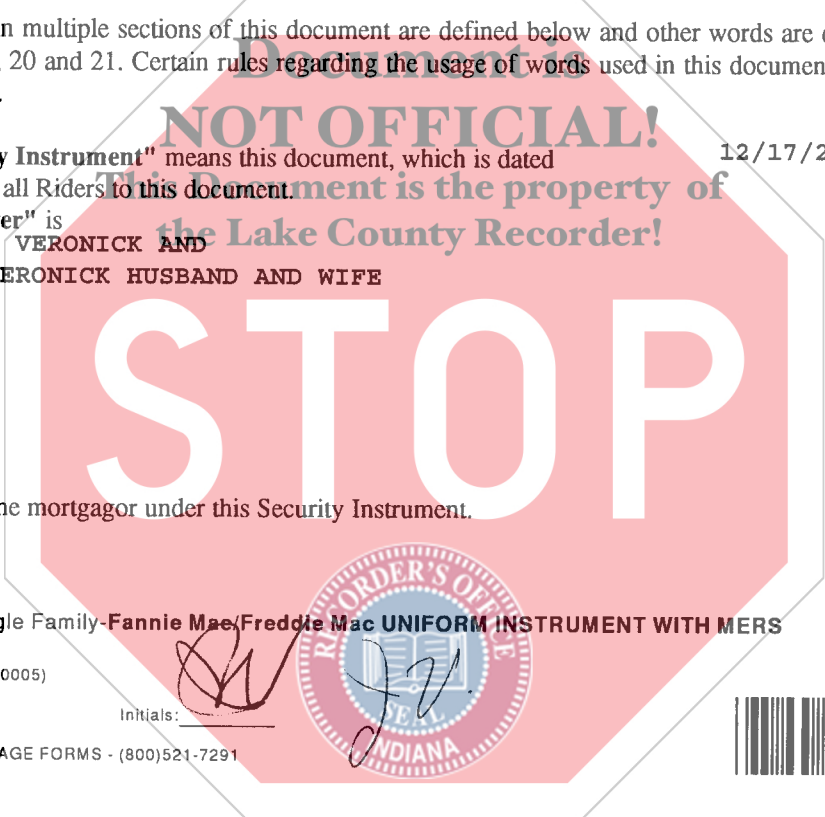 n multiple sections of this document are defined below and other words are
Document is
, 20 and 21. Certain rules regarding the usage of words used in this documen
.
NOT OFFICIAL!
y Instrument" means this document, which is dated 12/17/2
all Riders to this document.
This Document is the property of
er" is
the Lake County Recorder!
VERONICK AND
ERONICK HUSBAND AND WIFE
STOP
he mortgagor under this Security Instrument.
RECORDER'S OFFICE
gle Family-Fannie Mae/Freddie Mac UNIFORM INSTRUMENT WITH MERS
0005)
Initials:
J.V.
SEAL
INDIANA
AGE FORMS - (800)521-7291